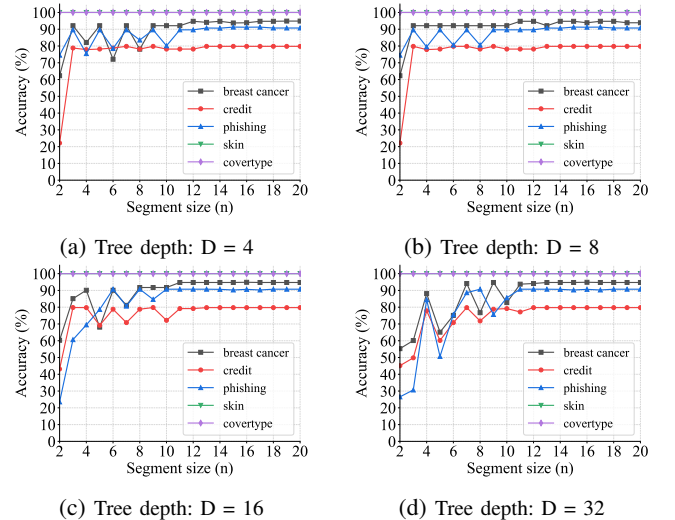 100
90
80
70
60
50
40
30
20
10
0
Accuracy (%)
breast cancer
credit
phishing
skin
covertype
2 4 6 8 10 12 14 16 18 20
Segment size (n)
(a) Tree depth: D = 4
100
90
80
70
60
50
40
30
20
10
0
Accuracy (%)
breast cancer
credit
phishing
skin
covertype
2 4 6 8 10 12 14 16 18 20
Segment size (n)
(b) Tree depth: D = 8
100
90
80
70
60
50
40
30
20
10
0
Accuracy (%)
breast cancer
credit
phishing
skin
covertype
2 4 6 8 10 12 14 16 18 20
Segment size (n)
(c) Tree depth: D = 16
100
90
80
70
60
50
40
30
20
10
0
Accuracy (%)
breast cancer
credit
phishing
skin
covertype
2 4 6 8 10 12 14 16 18 20
Segment size (n)
(d) Tree depth: D = 32